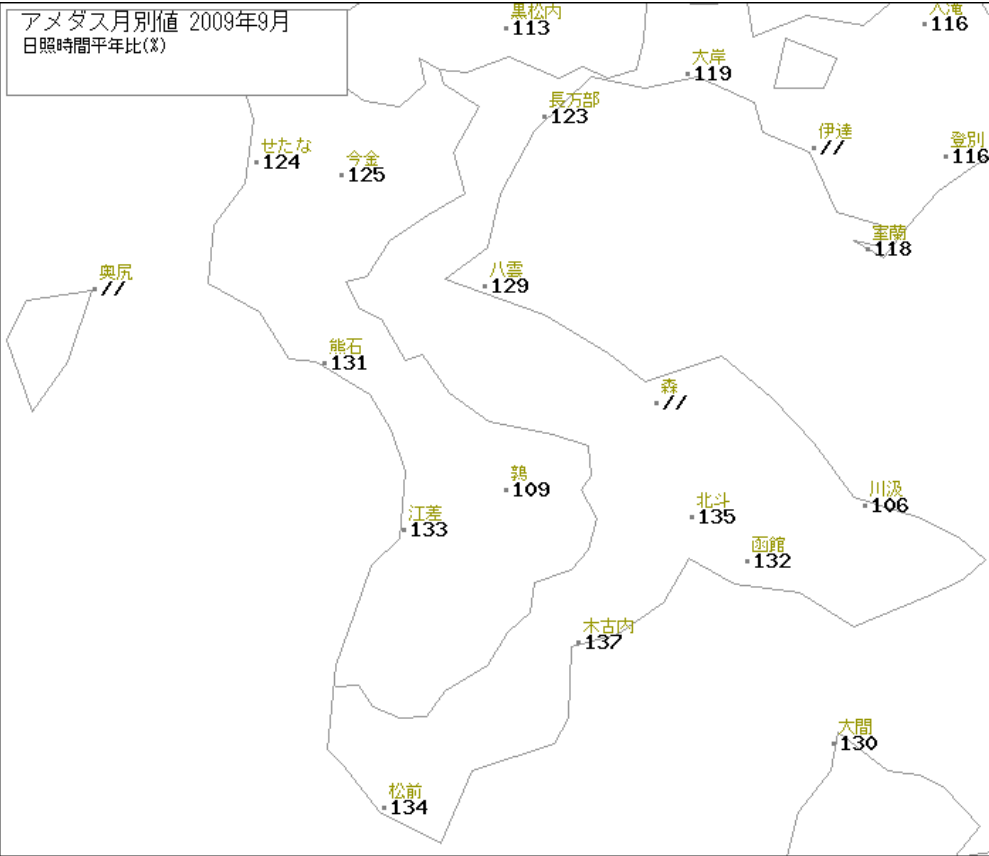 アメダス月別値 2009年9月
日照時間平年比(%)
黒松内
113
大滝
116
大岸
119
長万部
123
伊達
//
登別
116
せたな
124
今金
125
室蘭
118
奥尻
//
八雲
129
熊石
131
森
//
鶉
109
川汲
106
江差
133
北斗
135
函館
132
木古内
137
大間
130
松前
134